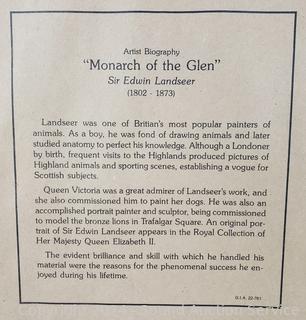 Artist Biography
"Monarch of the Glen"
Sir Edwin Landseer
(1802 - 1873)
Landseer was one of Britian's most popular painters of
animals. As a boy, he was fond of drawing animals and later
studied anatomy to perfect his knowledge. Although a Londoner
by birth, frequent visits to the Highlands produced pictures of
Highland animals and sporting scenes, establishing a vogue for
Scottish subjects.
Queen Victoria was a great admirer of Landseer's work, and
she also commissioned him to paint her dogs. He was also an
accomplished portrait painter and sculptor, being commissioned
to model the bronze lions in Trafalgar Square. An original por-
trait of Sir Edwin Landseer appears in the Royal Collection of
Her Majesty Queen Elizabeth II.
The evident brilliance and skill with which he handled his
material were the reasons for the phenomenal success he en-
joyed during his lifetime.
G.I.A. 22-781